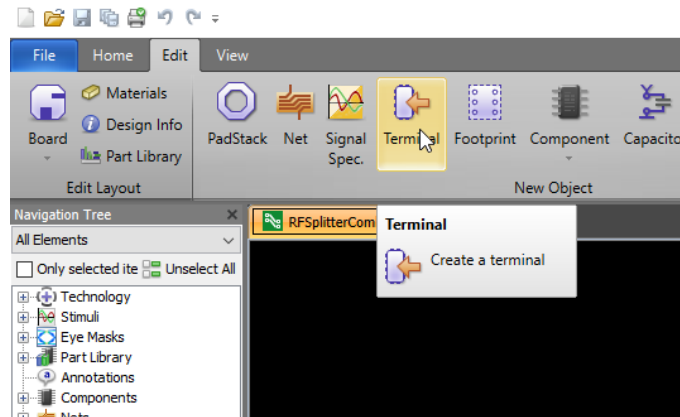 File Home Edit View
Materials
Design Info
Part Library
Board
PadStack Net Signal Spec. Terminal Footprint Component
Edit Layout New Object
Navigation Tree
RFSplitterCom
All Elements
Only selected ite Unselect All
Terminal
Create a terminal
Technology
Stimuli
Eye Masks
Part Library
Annotations
Components
Nets